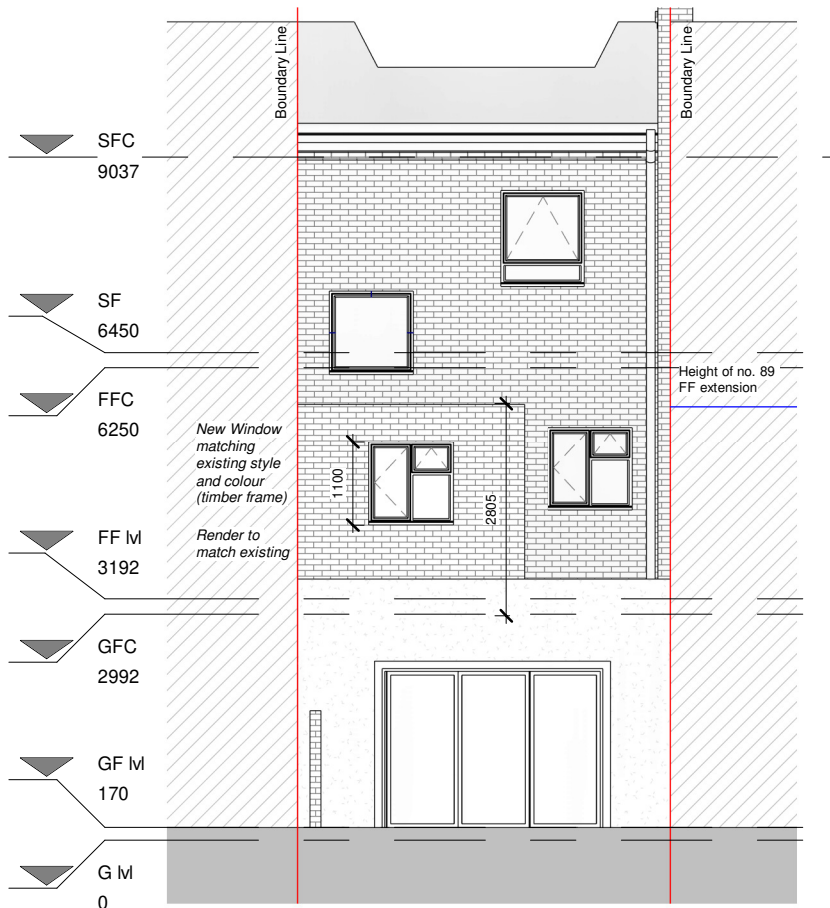 Boundary Line
Boundary Line
SFC
9037
SF
6450
FFC
6250
Height of no. 89
FF extension
New Window
matching
existing style
and colour
(timber frame)
Render to
match existing
1100
2805
FF lvl
3192
GFC
2992
GF lvl
170
G lvl
0